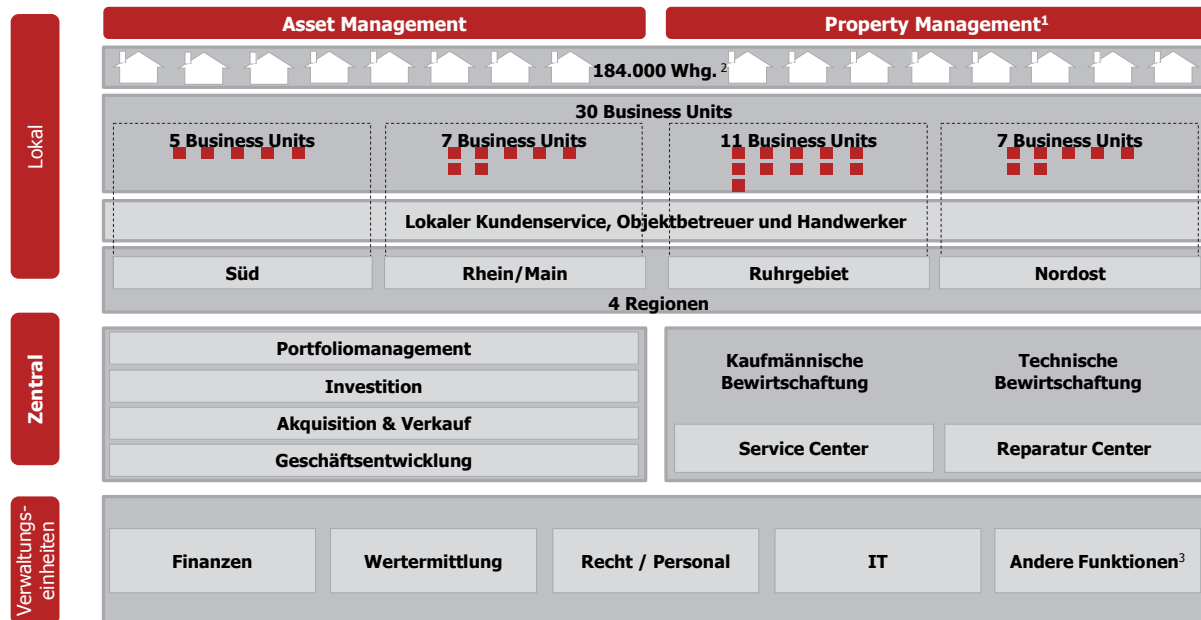 Asset Management
Property Management¹
Lokal
184.000 Whg. ²
30 Business Units
5 Business Units
7 Business Units
11 Business Units
7 Business Units
Lokaler Kundenservice, Objektbetreuer und Handwerker
Süd
Rhein/Main
Ruhrgebiet
Nordost
4 Regionen
Zentral
Portfoliomanagement
Investition
Akquisition & Verkauf
Geschäftsentwicklung
Kaufmännische
Bewirtschaftung
Technische
Bewirtschaftung
Service Center
Reparatur Center
Verwaltungs-
einheiten
Finanzen
Wertermittlung
Recht / Personal
IT
Andere Funktionen³